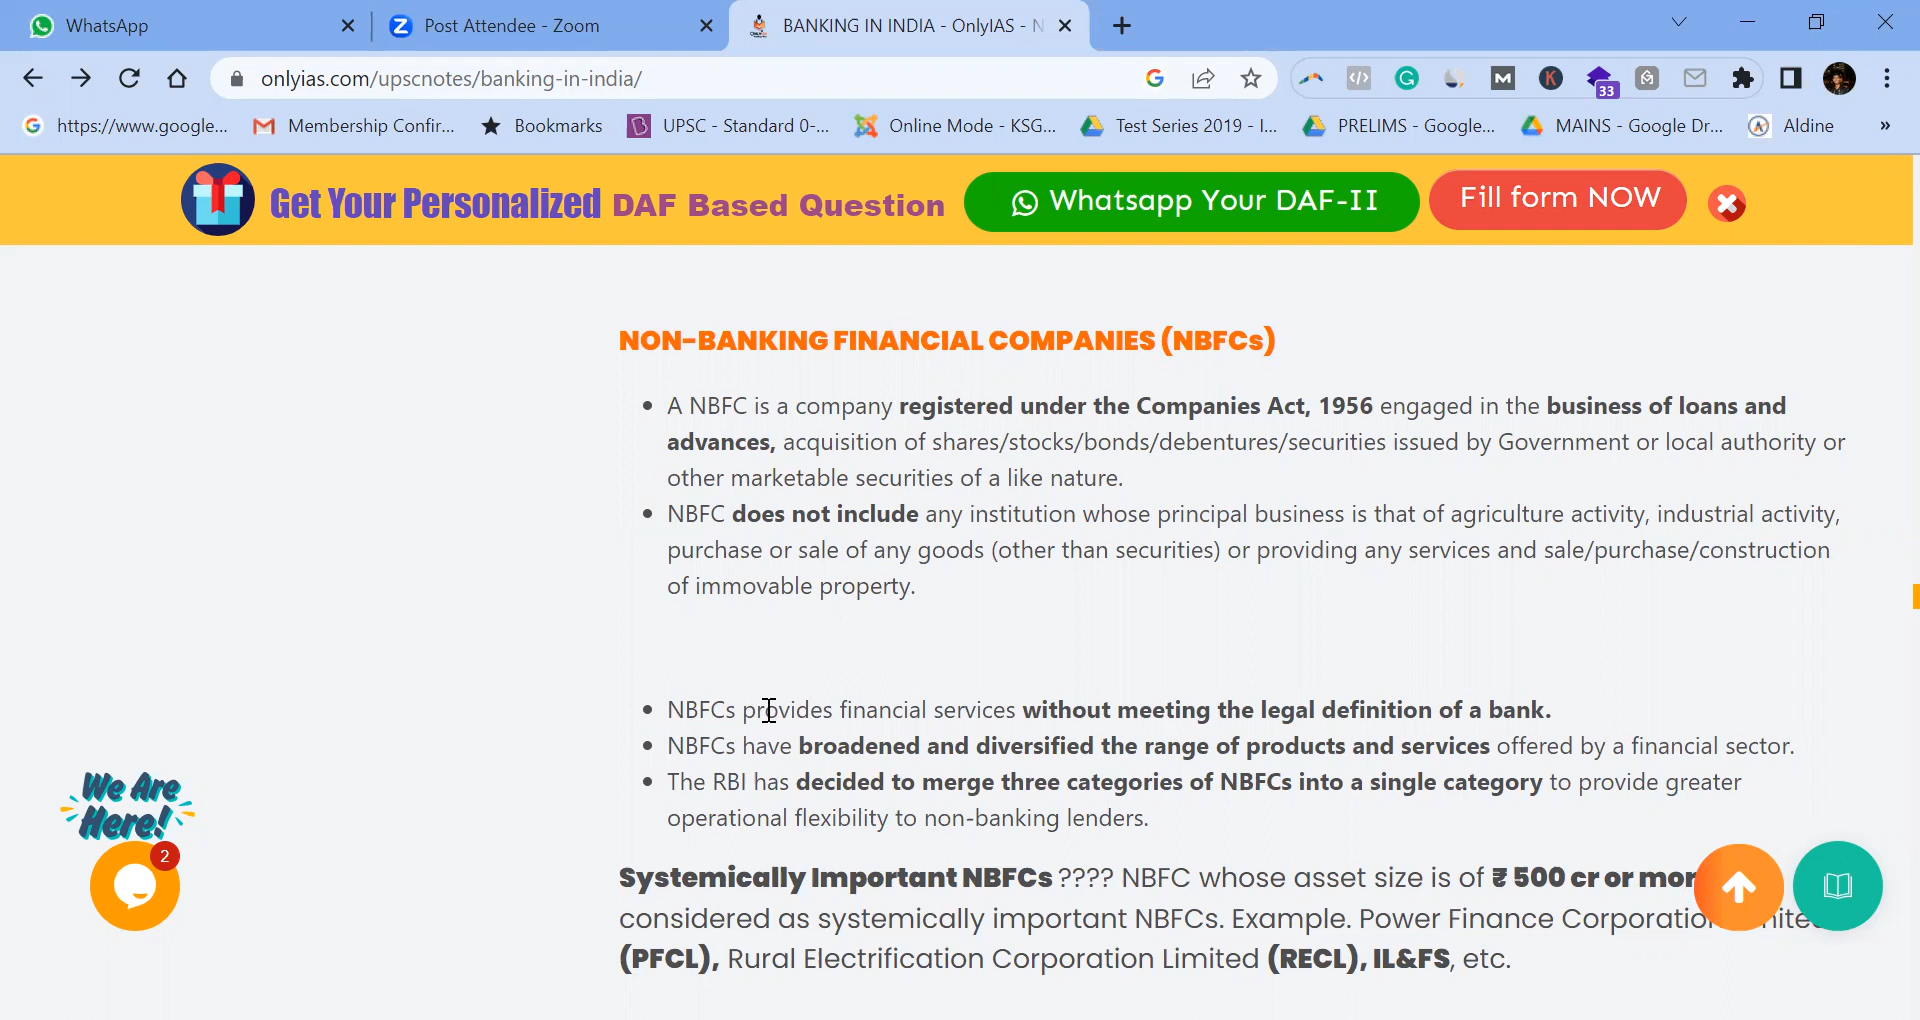 WhatsApp
Post Attendee - Zoom
BANKING IN INDIA - OnlyIAS - N
onlyias.com/upscnotes/banking-in-india/
33
https://www.google...
Membership Confir...
Bookmarks
UPSC - Standard 0-...
Online Mode - KSG...
Test Series 2019 - I...
PRELIMS - Google...
MAINS - Google Dr...
Aldine
»
Get Your Personalized DAF Based Question
Whatsapp Your DAF-II
Fill form NOW
NON-BANKING FINANCIAL COMPANIES (NBFCs)
• A NBFC is a company registered under the Companies Act, 1956 engaged in the business of loans and
advances, acquisition of shares/stocks/bonds/debentures/securities issued by Government or local authority or
other marketable securities of a like nature.
• NBFC does not include any institution whose principal business is that of agriculture activity, industrial activity,
purchase or sale of any goods (other than securities) or providing any services and sale/purchase/construction
of immovable property.
• NBFCs provides financial services without meeting the legal definition of a bank.
• NBFCs have broadened and diversified the range of products and services offered by a financial sector.
• The RBI has decided to merge three categories of NBFCs into a single category to provide greater
operational flexibility to non-banking lenders.
Systemically Important NBFCs ???? NBFC whose asset size is of ₹ 500 cr or mor
considered as systemically important NBFCs. Example. Power Finance Corporatio
(PFCL), Rural Electrification Corporation Limited (RECL), IL&FS, etc.
We Are
Here!
2